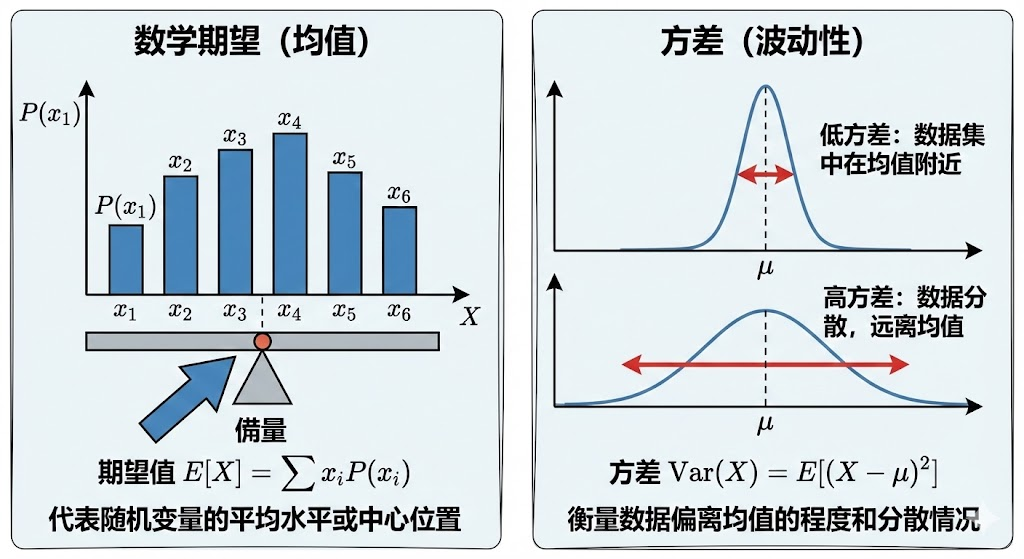 数学期望（均值）
P(x₁)
P(x₁)
x₂
x₃
x₄
x₅
x₆
x₁ x₂ x₃ x₄ x₅ x₆
X
備量
期望值 E[X] = ∑ xᵢP(xᵢ)
代表随机变量的平均水平或中心位置
方差（波动性）
低方差：数据集
中在均值附近
μ
高方差：数据分
散，远离均值
μ
方差 Var(X) = E[(X − μ)²]
衡量数据偏离均值的程度和分散情况